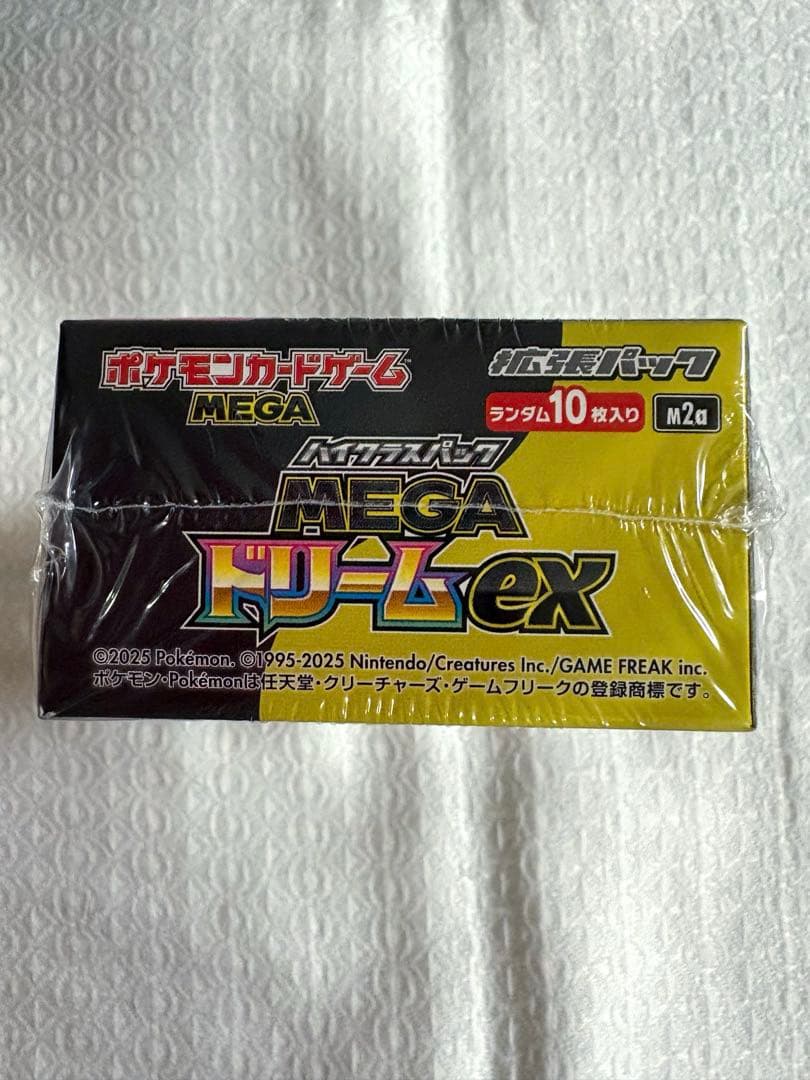 ポケモンカードゲーム™
MEGA
拡張パック
ランダム10枚入り M2a
ハイクラスパック
MEGA
ドリームex
©2025 Pokémon. ©1995-2025 Nintendo/Creatures Inc./GAME FREAK inc.
ポケモン・Pokémonは任天堂・クリーチャーズ・ゲームフリークの登録商標です。